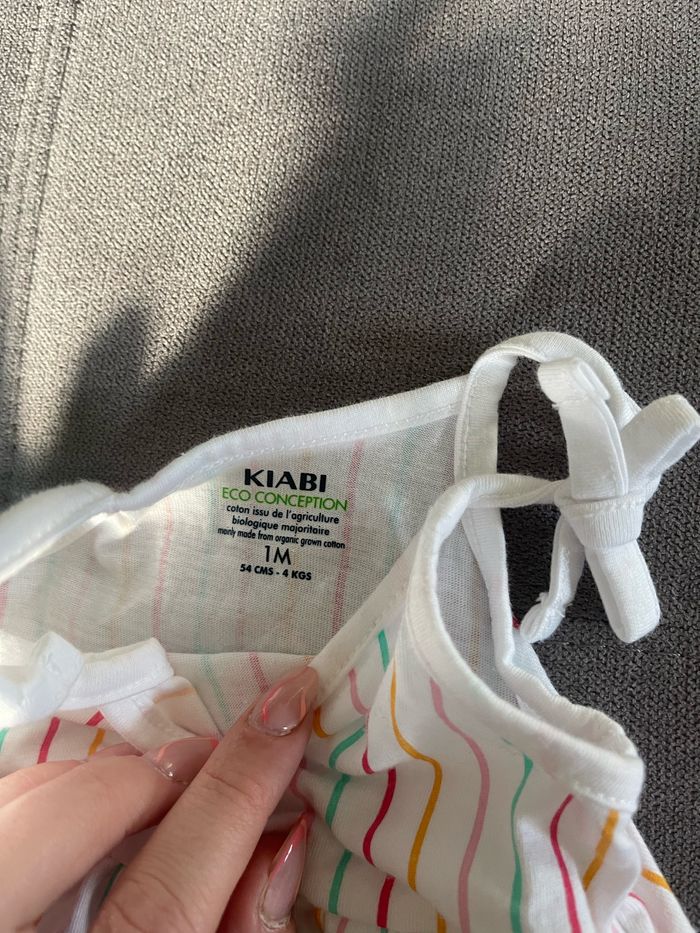 KIABI
ECO CONCEPTION
coton issu de l'agriculture
biologique majoritaire
manly made from organic grown cotton
1M
54 CMS - 4 KGS